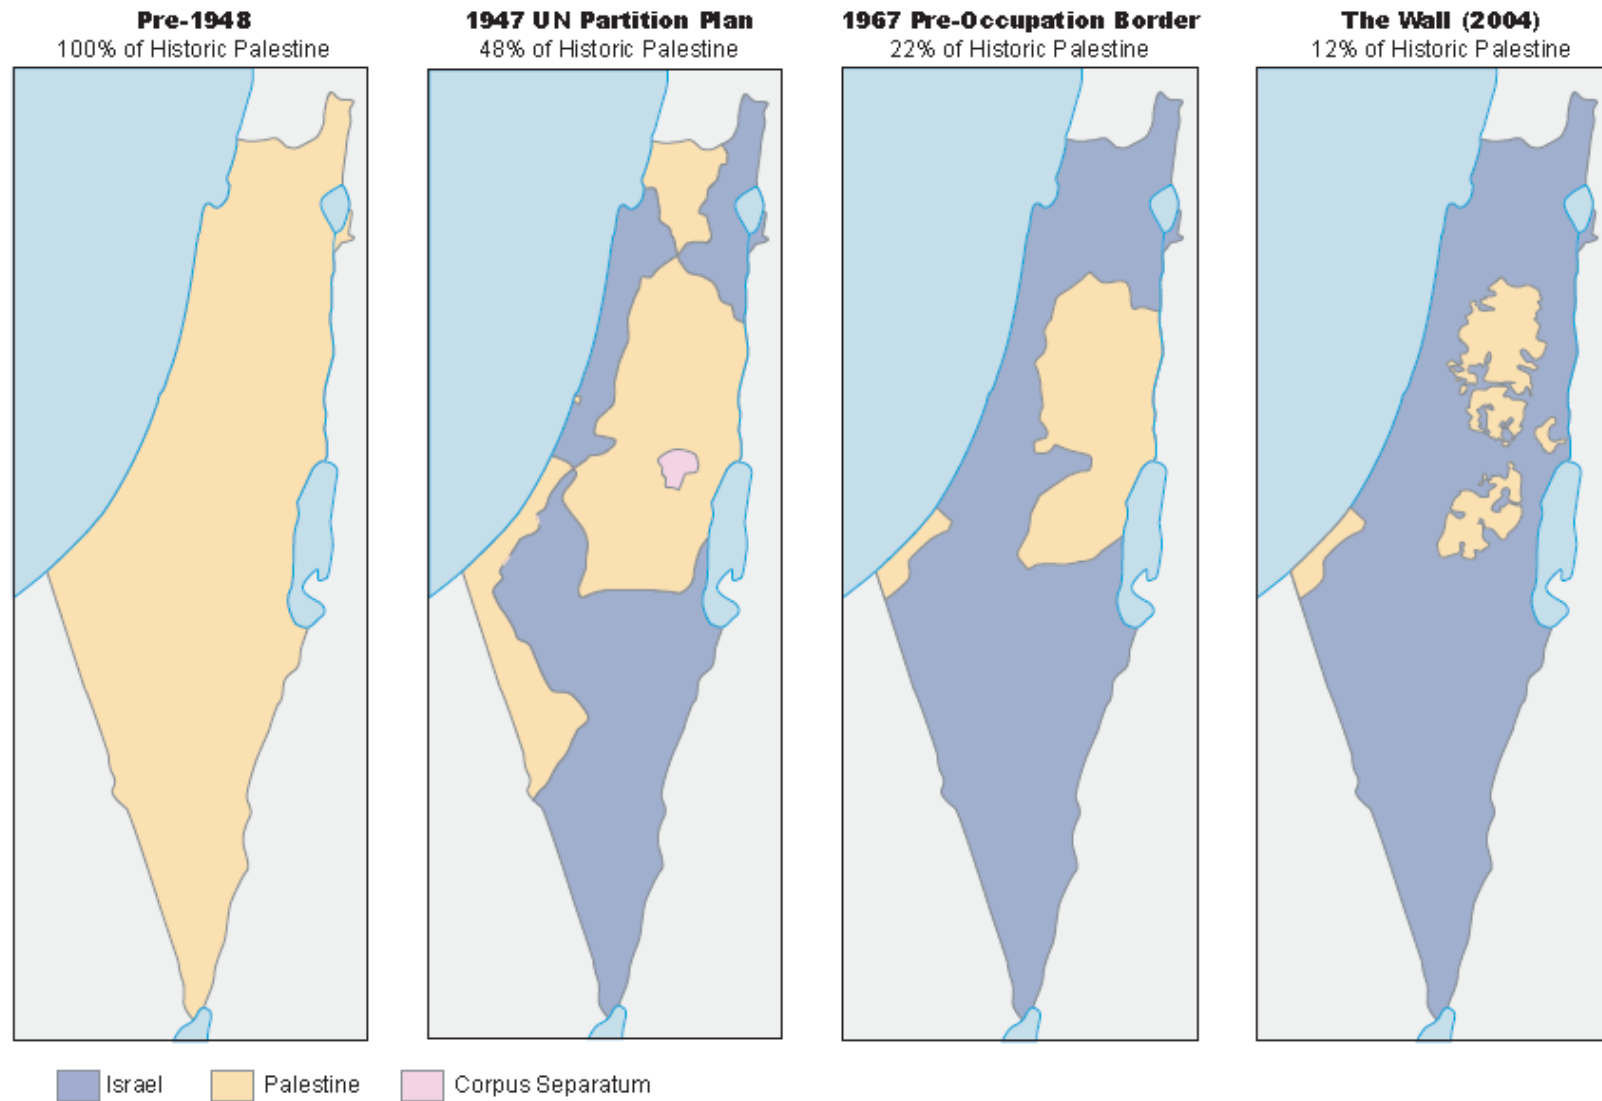 Pre-1948
100% of Historic Palestine
1947 UN Partition Plan
48% of Historic Palestine
1967 Pre-Occupation Border
22% of Historic Palestine
The Wall (2004)
12% of Historic Palestine
Israel
Palestine
Corpus Separatum